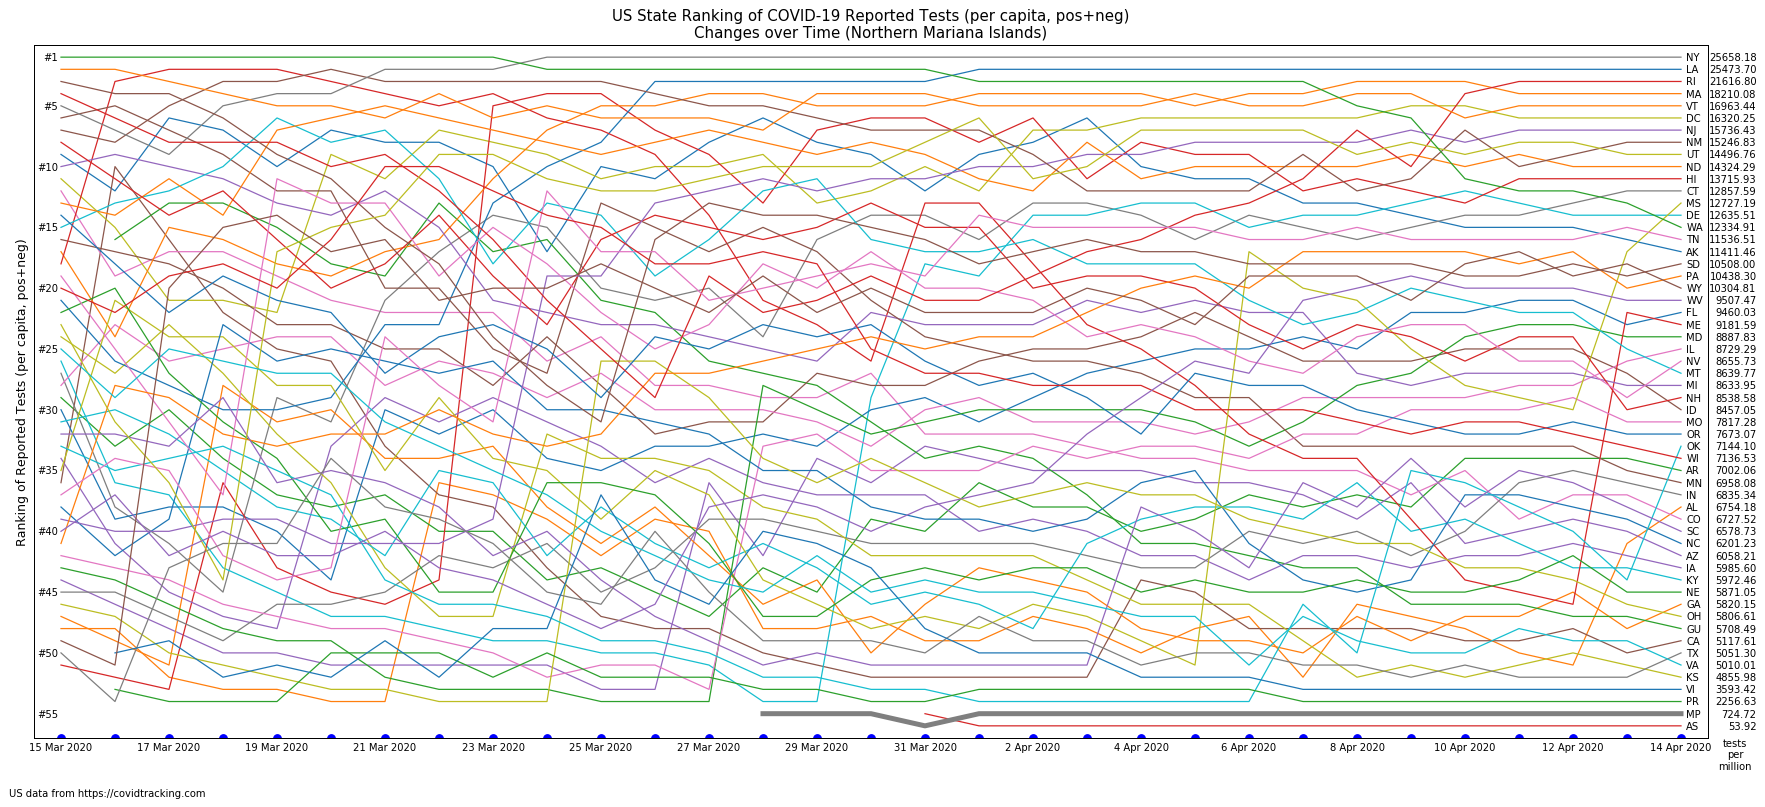 US State Ranking of COVID-19 Reported Tests (per capita, pos+neg)
Changes over Time (Northern Mariana Islands)
Ranking of Reported Tests (per capita, pos+neg)
#1
#5
#10
#15
#20
#25
#30
#35
#40
#45
#50
#55
NY 25658.18
LA 25473.70
RI 21616.80
MA 18210.08
VT 16963.44
DC 16320.25
NJ 15736.43
NM 15246.83
UT 14496.76
ND 14324.29
HI 13715.93
CT 12857.59
MS 12727.19
DE 12635.51
WA 12334.91
TN 11536.51
AK 11411.46
SD 10508.00
PA 10438.30
WY 10304.81
WV 9507.47
FL 9460.03
ME 9181.59
MD 8887.83
IL 8729.29
NV 8655.73
MT 8639.77
MI 8633.95
NH 8538.58
ID 8457.05
MO 7817.28
OR 7673.07
OK 7144.10
WI 7136.53
AR 7002.06
MN 6958.08
IN 6835.34
AL 6754.18
CO 6727.52
SC 6578.73
NC 6201.23
AZ 6058.21
IA 5985.60
KY 5972.46
NE 5871.05
GA 5820.15
OH 5806.61
GU 5708.49
CA 5117.61
TX 5051.30
VA 5010.01
KS 4855.98
VI 3593.42
PR 2256.63
MP 724.72
AS 53.92
15 Mar 2020 17 Mar 2020 19 Mar 2020 21 Mar 2020 23 Mar 2020 25 Mar 2020 27 Mar 2020 29 Mar 2020 31 Mar 2020 2 Apr 2020 4 Apr 2020 6 Apr 2020 8 Apr 2020 10 Apr 2020 12 Apr 2020 14 Apr 2020
tests
per
million
US data from https://covidtracking.com